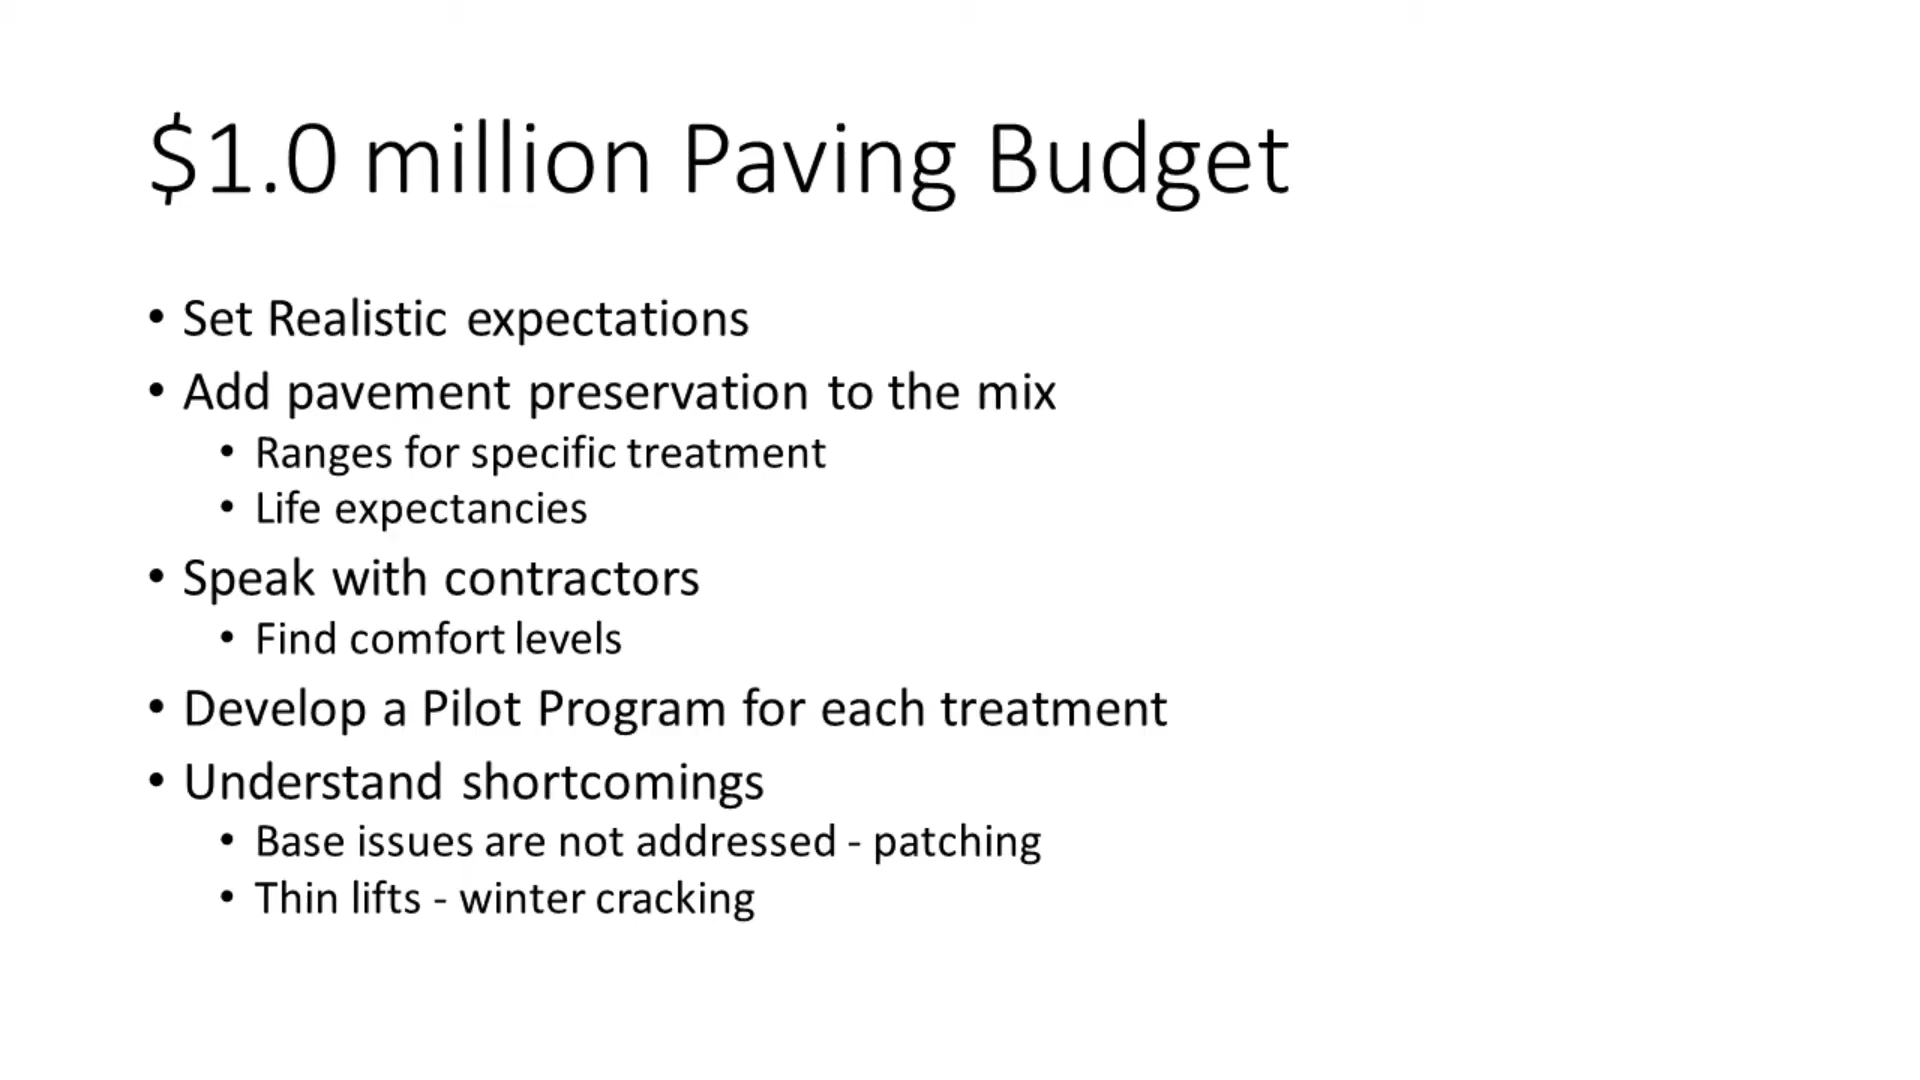 $1.0 million Paving Budget
• Set Realistic expectations
• Add pavement preservation to the mix
• Ranges for specific treatment
• Life expectancies
• Speak with contractors
• Find comfort levels
• Develop a Pilot Program for each treatment
• Understand shortcomings
• Base issues are not addressed - patching
• Thin lifts - winter cracking